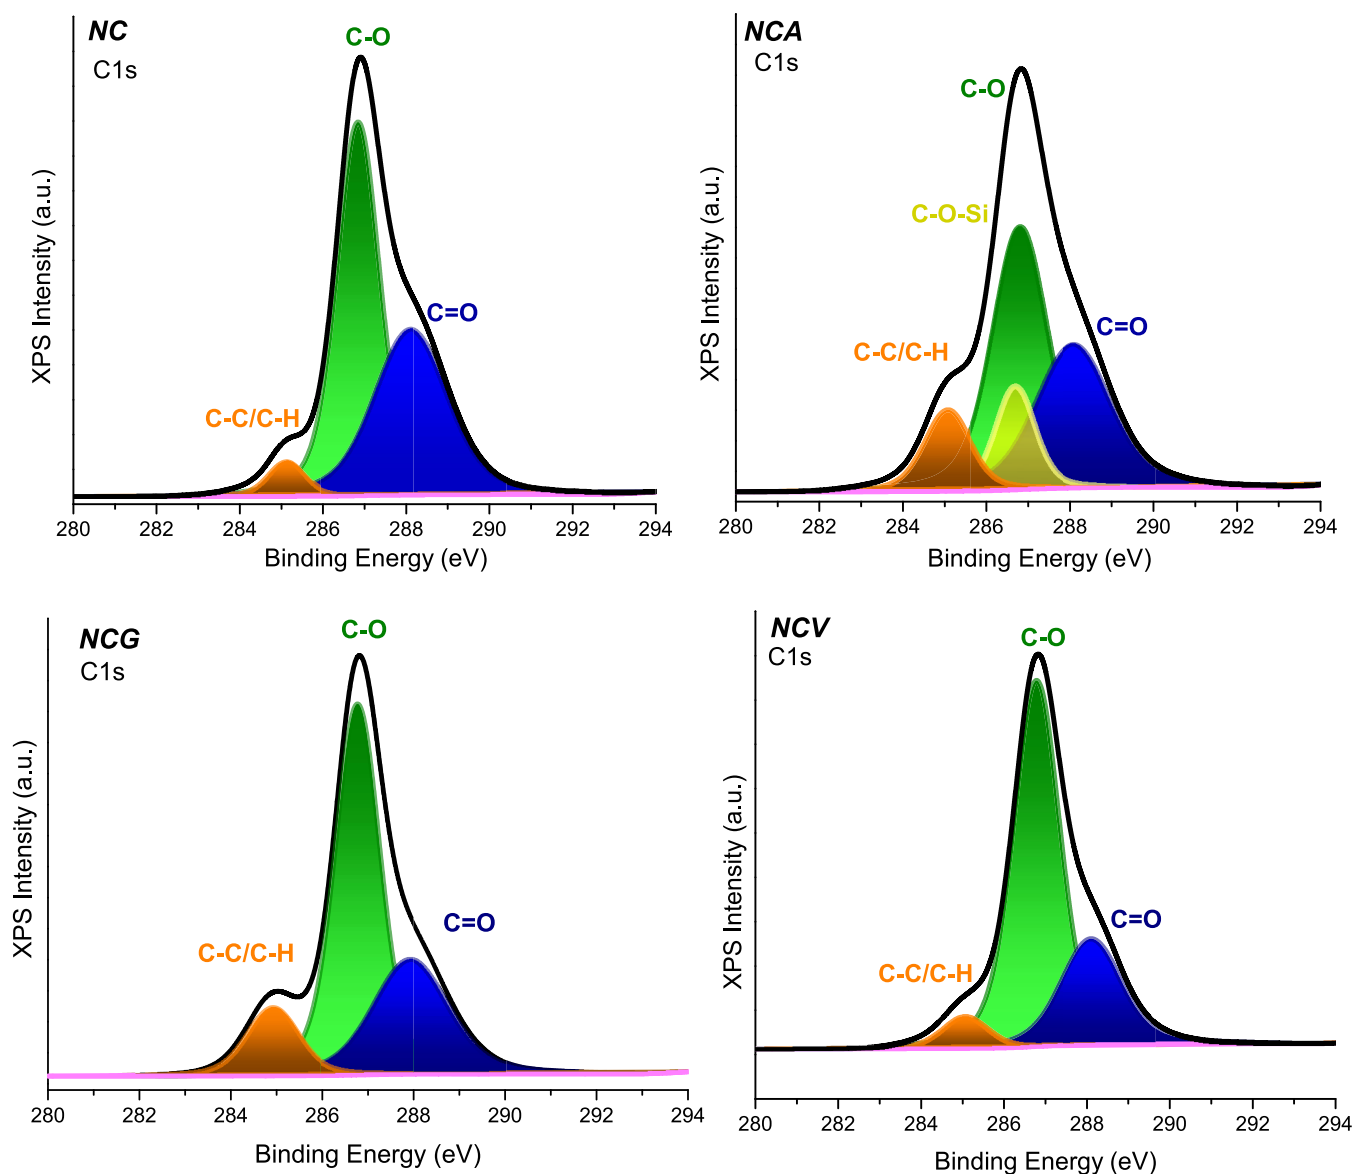 NC
C1s
C-O
C=O
C-C/C-H
XPS Intensity (a.u.)
280 282 284 286 288 290 292 294
Binding Energy (eV)
NCA
C1s
C-O
C-O-Si
C=O
C-C/C-H
XPS Intensity (a.u.)
280 282 284 286 288 290 292 294
Binding Energy (eV)
NCG
C1s
C-O
C=O
C-C/C-H
XPS Intensity (a.u.)
280 282 284 286 288 290 292 294
Binding Energy (eV)
NCV
C1s
C-O
C=O
C-C/C-H
XPS Intensity (a.u.)
280 282 284 286 288 290 292 294
Binding Energy (eV)